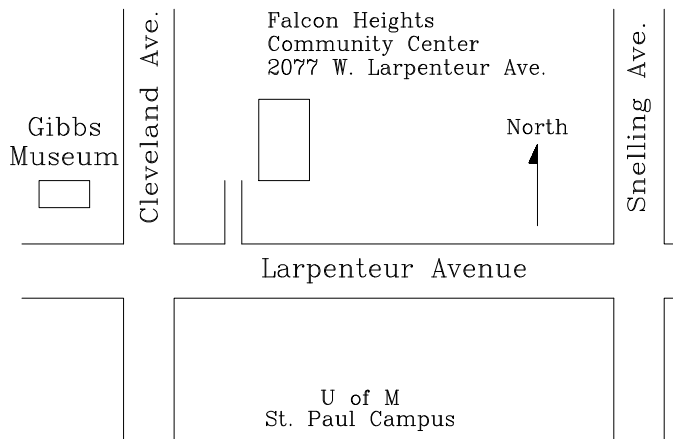 Falcon Heights
Community Center
2077 W. Larpenteur Ave.
Cleveland Ave.
Snelling Ave.
Gibbs
Museum
North
Larpenteur Avenue
U of M
St. Paul Campus